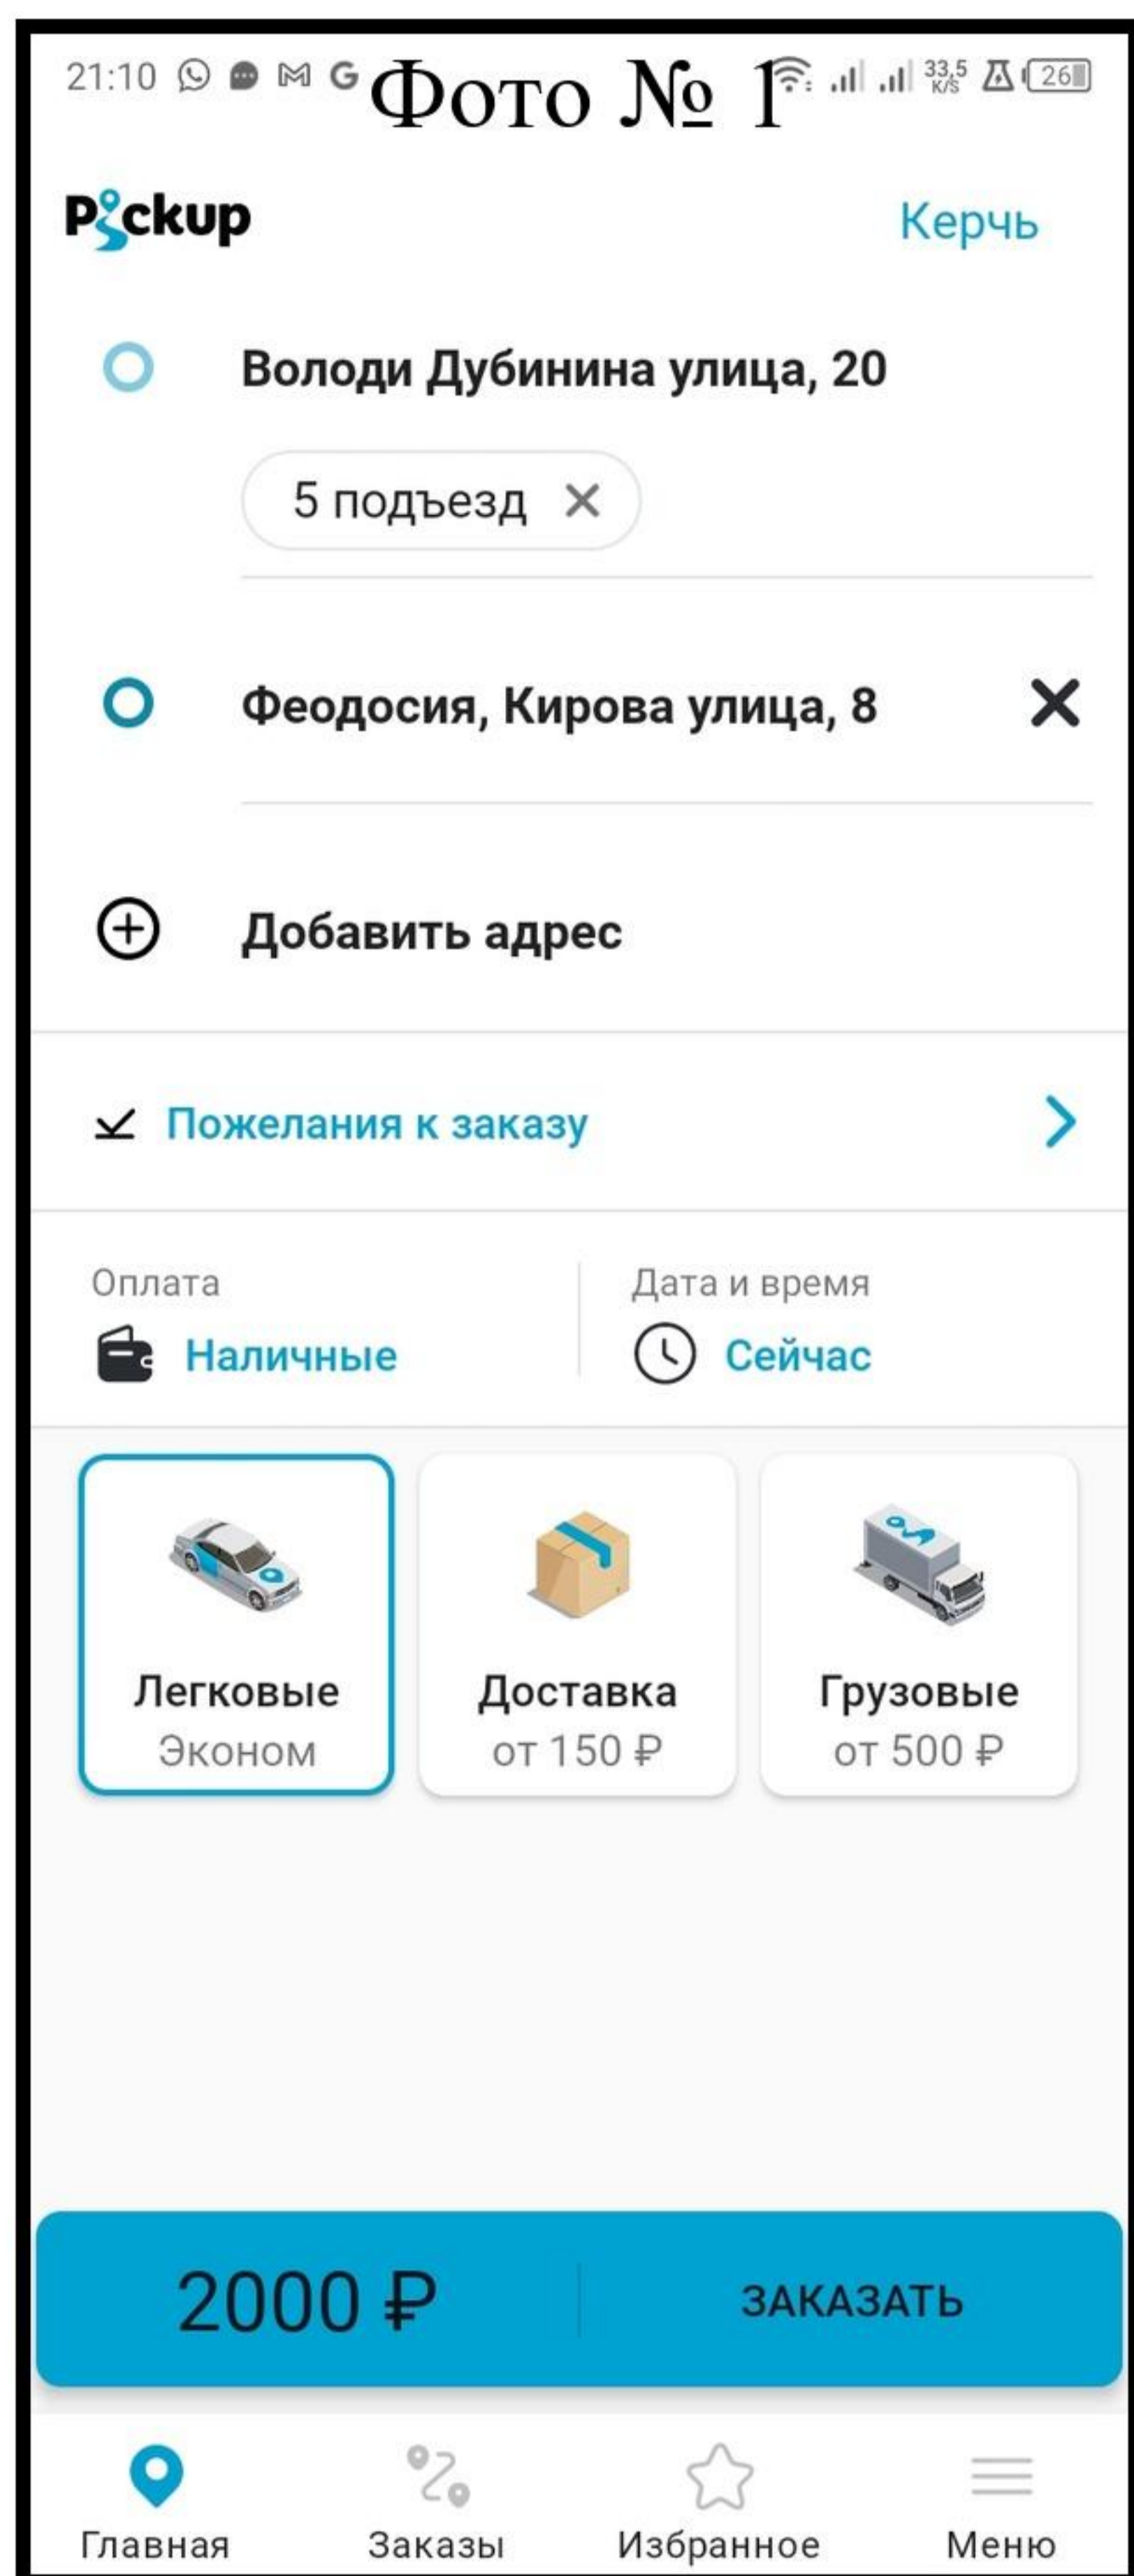 21:10 Фото № 1 33,5 K/S 26
Pickup Керчь
Володи Дубинина улица, 20
5 подъезд
Феодосия, Кирова улица, 8
Добавить адрес
Пожелания к заказу
Оплата Дата и время
Наличные Сейчас
Легковые Доставка Грузовые
Эконом от 150 ₽ от 500 ₽
2000 ₽ ЗАКАЗАТЬ
Главная Заказы Избранное Меню